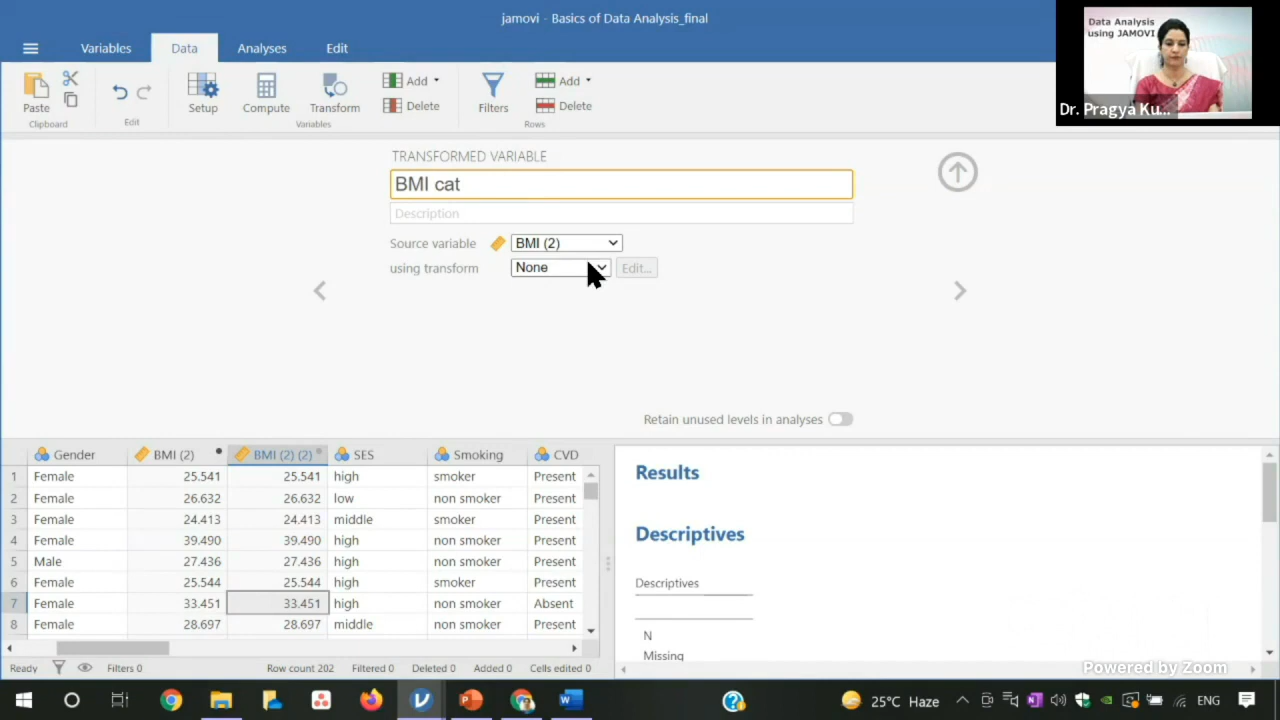 jamovi - Basics of Data Analysis_final
Data Analysis
using JAMOVI
Dr. Pragya Ku...
Variables Data Analyses Edit
Paste Setup Compute Transform Add Delete Filters Add Delete
Clipboard Edit Variables Rows
TRANSFORMED VARIABLE
BMI cat
Description
Source variable BMI (2)
using transform None Edit...
Retain unused levels in analyses
Gender BMI (2) BMI (2) (2) SES Smoking CVD
1 Female 25.541 25.541 high smoker Present
2 Female 26.632 26.632 low non smoker Present
3 Female 24.413 24.413 middle smoker Present
4 Female 39.490 39.490 high non smoker Present
5 Male 27.436 27.436 high non smoker Present
6 Female 25.544 25.544 high smoker Present
7 Female 33.451 33.451 high non smoker Absent
8 Female 28.697 28.697 middle non smoker Present
Results
Descriptives
Descriptives
N
Missing
Ready Filters 0 Row count 202 Filtered 0 Deleted 0 Added 0 Cells edited 0
Powered by Zoom
25°C Haze ENG